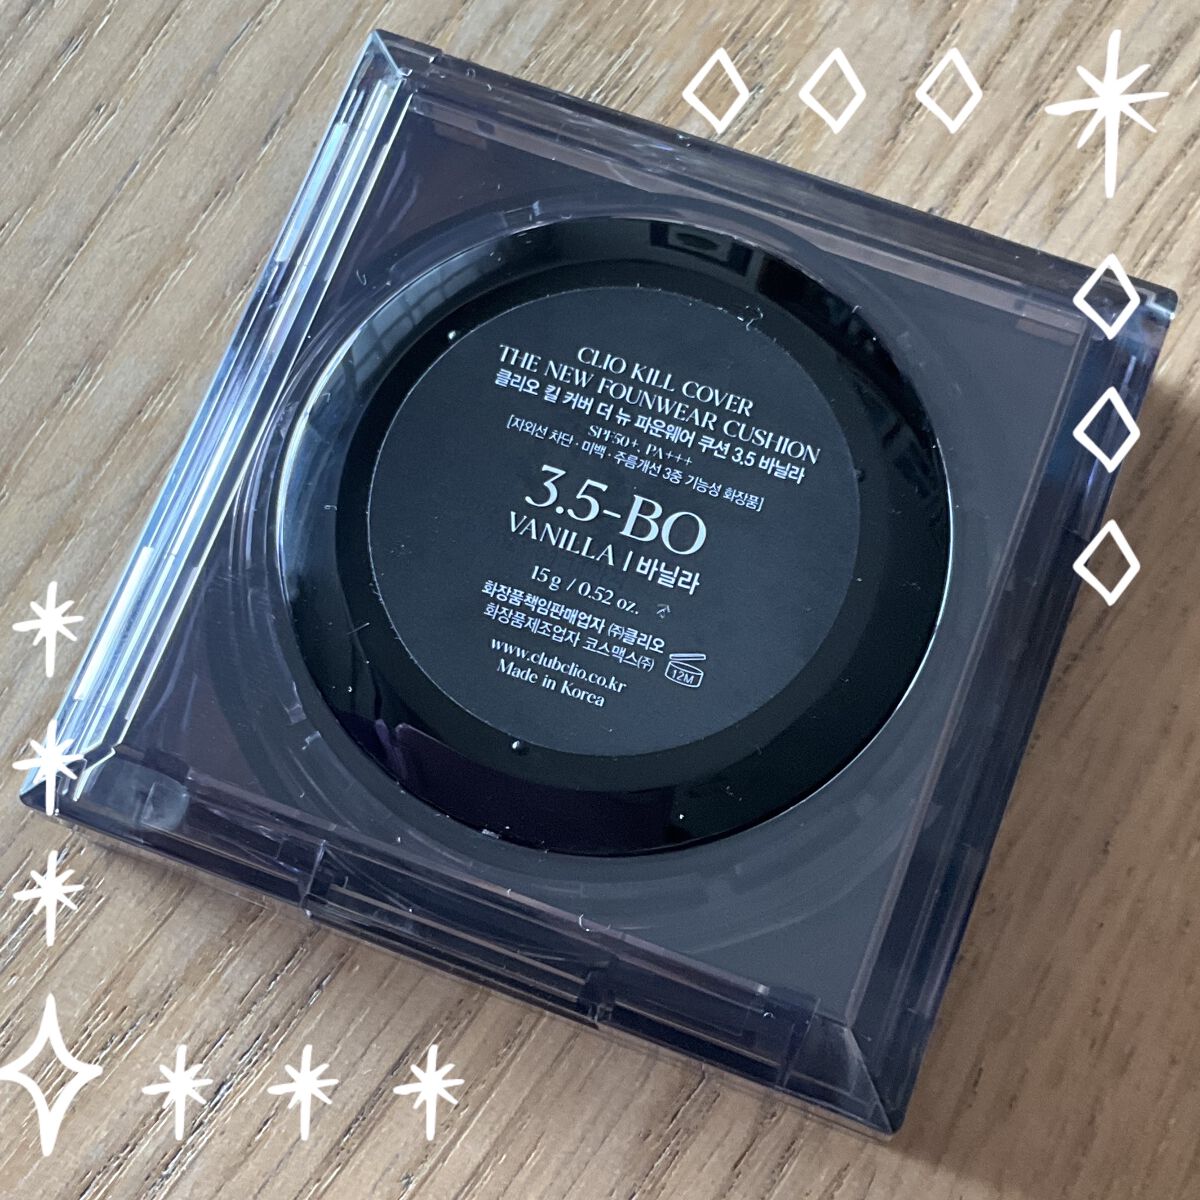 CLIO KILL COVER
THE NEW FOUNWEAR CUSHION
클리오 킬 커버 더 뉴 파운웨어 쿠션 3.5 바닐라
SPF50+, PA+++
[자외선 차단 · 미백 · 주름개선 3중 기능성 화장품]
3.5-BO
VANILLA | 바닐라
15 g / 0.52 oz.
화장품책임판매업자 ㈜클리오
화장품제조업자 코스맥스㈜
12M
www.clubclio.co.kr
Made in Korea